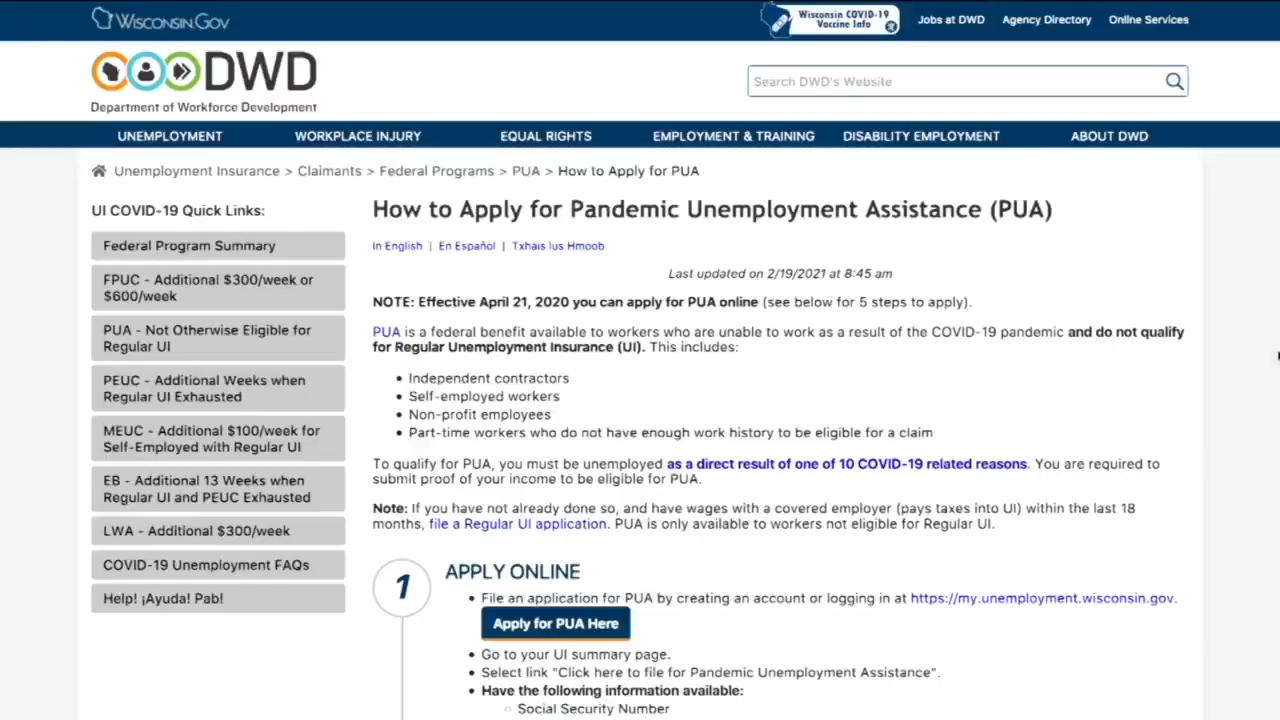 WISCONSIN.GOV
Wisconsin COVID-19
Vaccine Info
Jobs at DWD
Agency Directory
Online Services
DWD
Department of Workforce Development
Search DWD's Website
UNEMPLOYMENT
WORKPLACE INJURY
EQUAL RIGHTS
EMPLOYMENT & TRAINING
DISABILITY EMPLOYMENT
ABOUT DWD
Unemployment Insurance > Claimants > Federal Programs > PUA > How to Apply for PUA
UI COVID-19 Quick Links:
Federal Program Summary
FPUC - Additional $300/week or
$600/week
PUA - Not Otherwise Eligible for
Regular UI
PEUC - Additional Weeks when
Regular UI Exhausted
MEUC - Additional $100/week for
Self-Employed with Regular UI
EB - Additional 13 Weeks when
Regular UI and PEUC Exhausted
LWA - Additional $300/week
COVID-19 Unemployment FAQs
Help! ¡Ayuda! Pab!
How to Apply for Pandemic Unemployment Assistance (PUA)
In English | En Español | Txhais lus Hmoob
Last updated on 2/19/2021 at 8:45 am
NOTE: Effective April 21, 2020 you can apply for PUA online (see below for 5 steps to apply).
PUA is a federal benefit available to workers who are unable to work as a result of the COVID-19 pandemic and do not qualify
for Regular Unemployment Insurance (UI). This includes:
• Independent contractors
• Self-employed workers
• Non-profit employees
• Part-time workers who do not have enough work history to be eligible for a claim
To qualify for PUA, you must be unemployed as a direct result of one of 10 COVID-19 related reasons. You are required to
submit proof of your income to be eligible for PUA.
Note: If you have not already done so, and have wages with a covered employer (pays taxes into UI) within the last 18
months, file a Regular UI application. PUA is only available to workers not eligible for Regular UI.
1
APPLY ONLINE
• File an application for PUA by creating an account or logging in at https://my.unemployment.wisconsin.gov.
Apply for PUA Here
• Go to your UI summary page.
• Select link "Click here to file for Pandemic Unemployment Assistance".
• Have the following information available:
○ Social Security Number